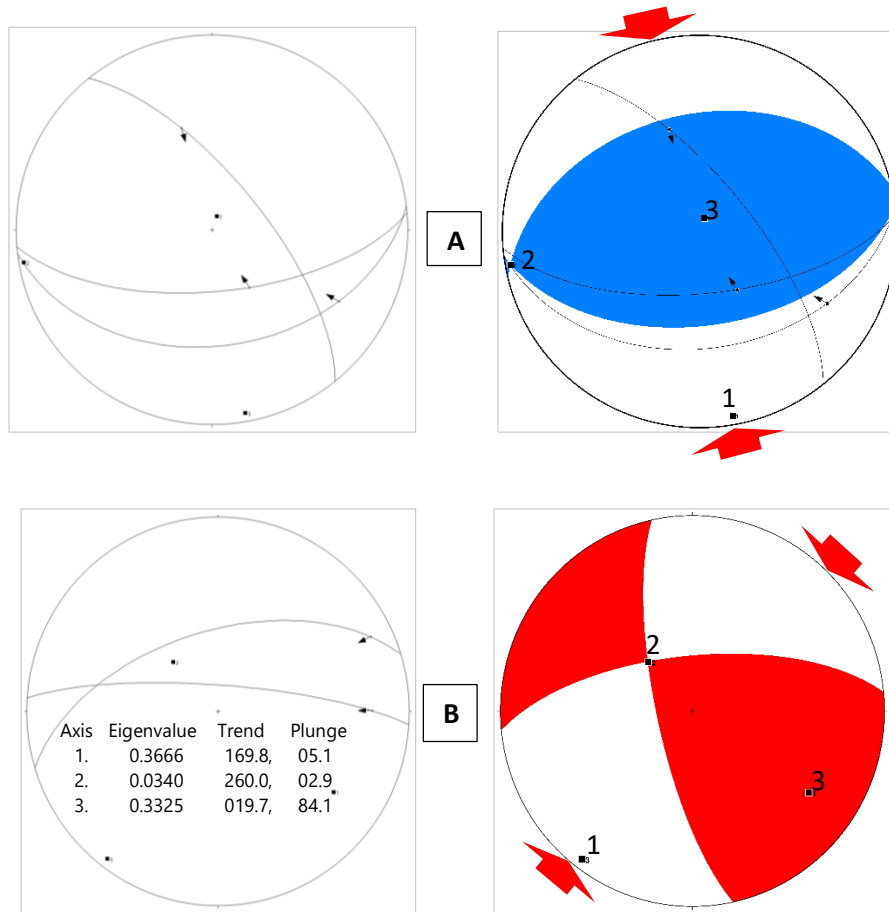 3
2
1
A
2
B
Axis Eigenvalue Trend Plunge
1. 0.3666 169.8, 05.1
2. 0.0340 260.0, 02.9
3. 0.3325 019.7, 84.1
3
1